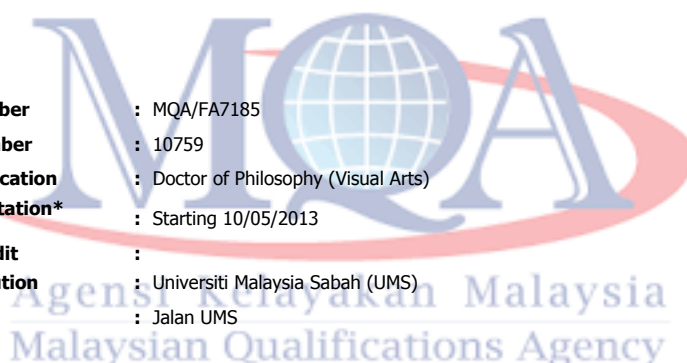 MQA
ber : MQA/FA7185
ber : 10759
cation : Doctor of Philosophy (Visual Arts)
tation*
: Starting 10/05/2013
dit :
tion : Universiti Malaysia Sabah (UMS)
Agensi Kelayakan Malaysia
: Jalan UMS
Malaysian Qualifications Agency